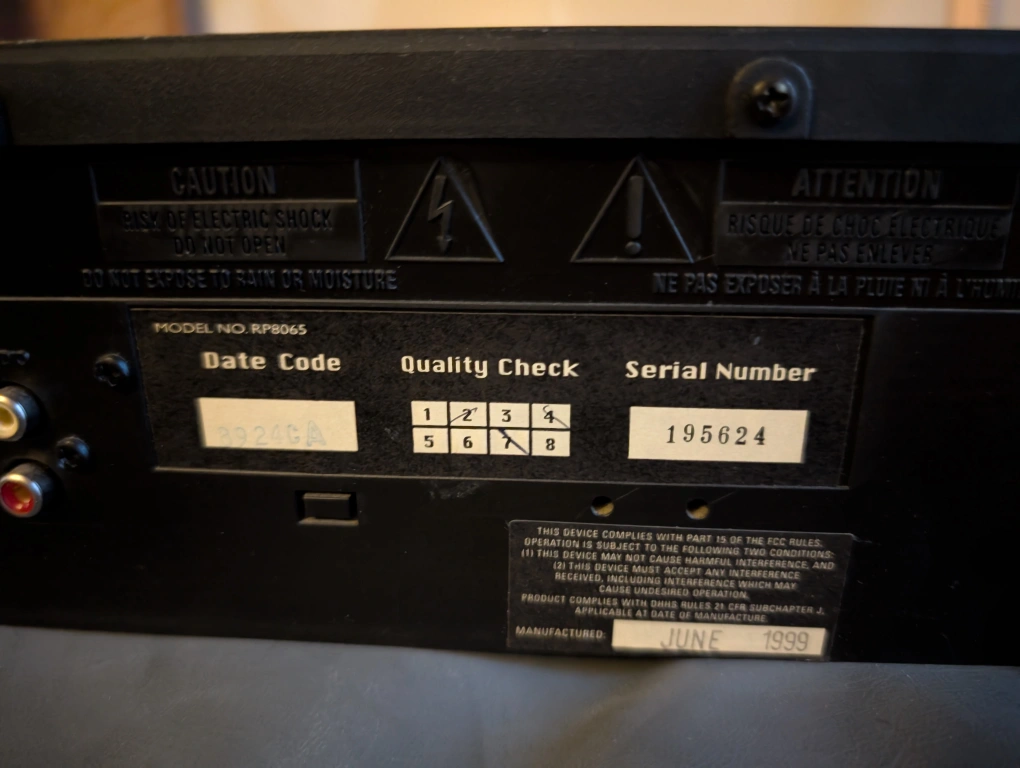 CAUTION
RISK OF ELECTRIC SHOCK
DO NOT OPEN
DO NOT EXPOSE TO RAIN OR MOISTURE
ATTENTION
RISQUE DE CHOC ÉLECTRIQUE
NE PAS ENLEVER
NE PAS EXPOSER À LA PLUIE NI À L'HUMI
MODEL NO. RP8065
Date Code
Quality Check
Serial Number
1 2 3 4
5 6 7 8
195624
THIS DEVICE COMPLIES WITH PART 15 OF THE FCC RULES.
OPERATION IS SUBJECT TO THE FOLLOWING TWO CONDITIONS:
(1) THIS DEVICE MAY NOT CAUSE HARMFUL INTERFERENCE, AND
(2) THIS DEVICE MUST ACCEPT ANY INTERFERENCE
RECEIVED, INCLUDING INTERFERENCE WHICH MAY
CAUSE UNDESIRED OPERATION.
PRODUCT COMPLIES WITH DHHS RULES 21 CFR SUBCHAPTER J,
APPLICABLE AT DATE OF MANUFACTURE.
MANUFACTURED: JUNE 1999